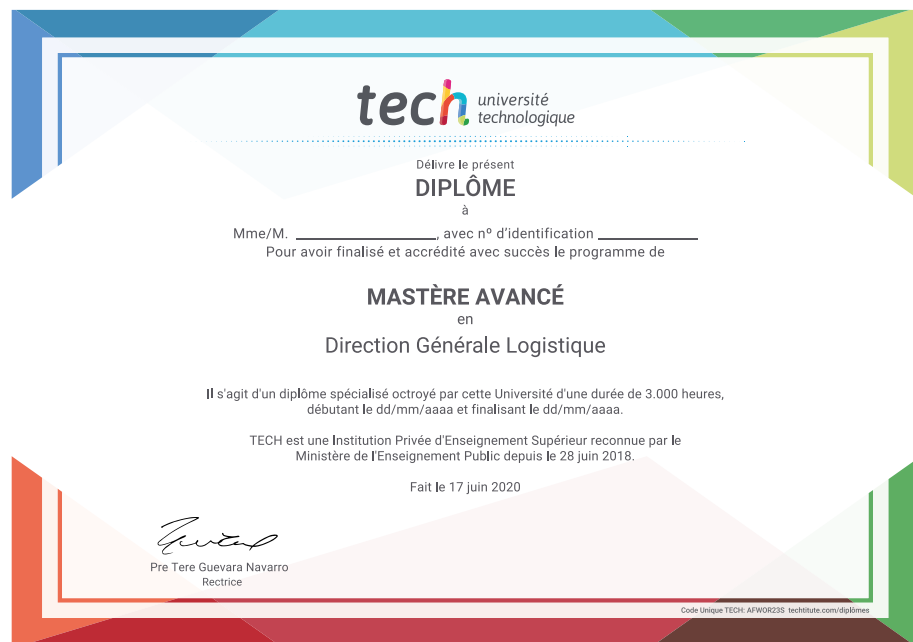 tech université
technologique
Délivre le présent
DIPLÔME
à
Mme/M. ____________________, avec nº d'identification ______________
Pour avoir finalisé et accrédité avec succès le programme de
MASTÈRE AVANCÉ
en
Direction Générale Logistique
Il s'agit d'un diplôme spécialisé octroyé par cette Université d'une durée de 3.000 heures,
débutant le dd/mm/aaaa et finalisant le dd/mm/aaaa.
TECH est une Institution Privée d'Enseignement Supérieur reconnue par le
Ministère de l'Enseignement Public depuis le 28 juin 2018.
Fait le 17 juin 2020
Pre Tere Guevara Navarro
Rectrice
Code Unique TECH: AFWOR23S techtitute.com/diplômes